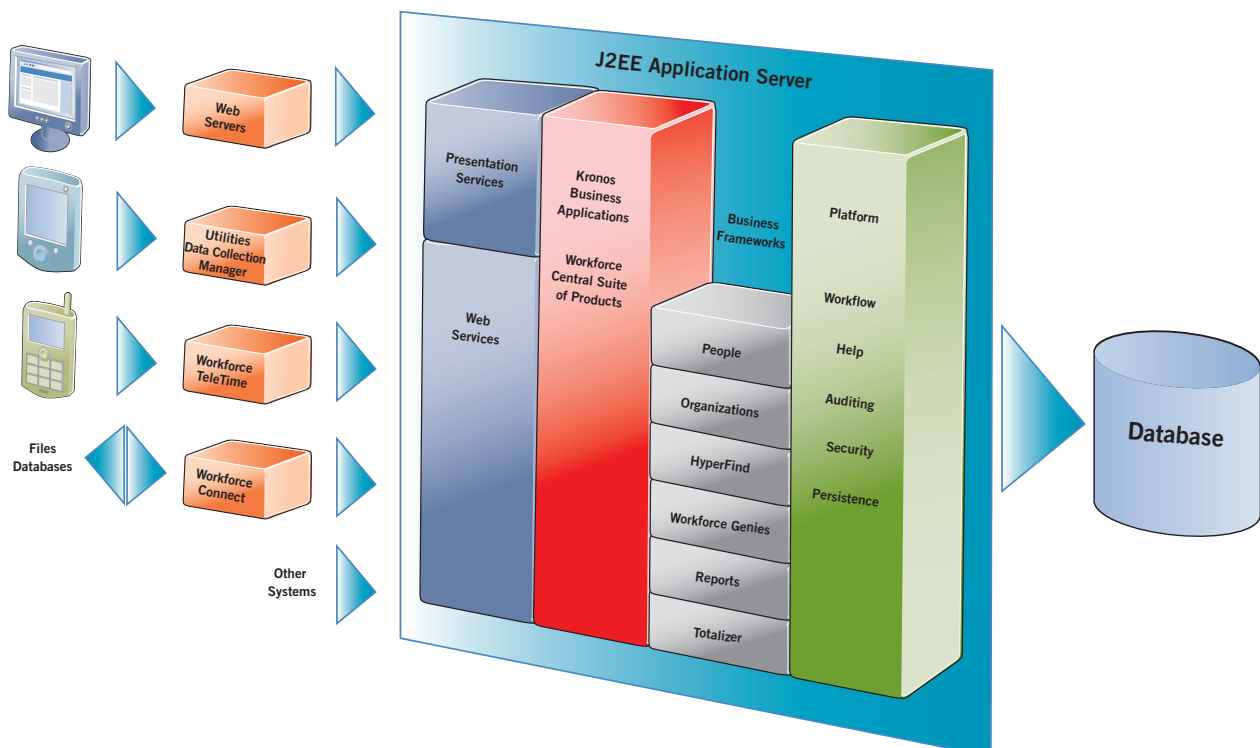 J2EE Application Server
Web
Servers
Utilities
Data Collection
Manager
Workforce
TeleTime
Files
Databases
Workforce
Connect
Other
Systems
Presentation
Services
Web
Services
Kronos
Business
Applications
Workforce
Central Suite
of Products
Business
Frameworks
People
Organizations
HyperFind
Workforce Genies
Reports
Totalizer
Platform
Workflow
Help
Auditing
Security
Persistence
Database